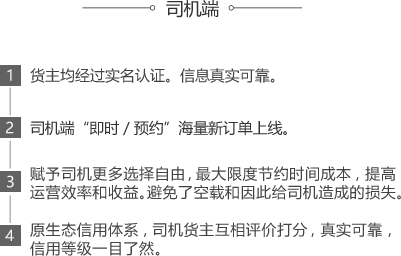 司机端
1 货主均经过实名认证。信息真实可靠。
2 司机端“即时/预约”海量新订单上线。
3 赋予司机更多选择自由,最大限度节约时间成本,提高
运营效率和收益。避免了空载和因此给司机造成的损失。
4 原生态信用体系,司机货主互相评价打分,真实可靠,
信用等级一目了然。